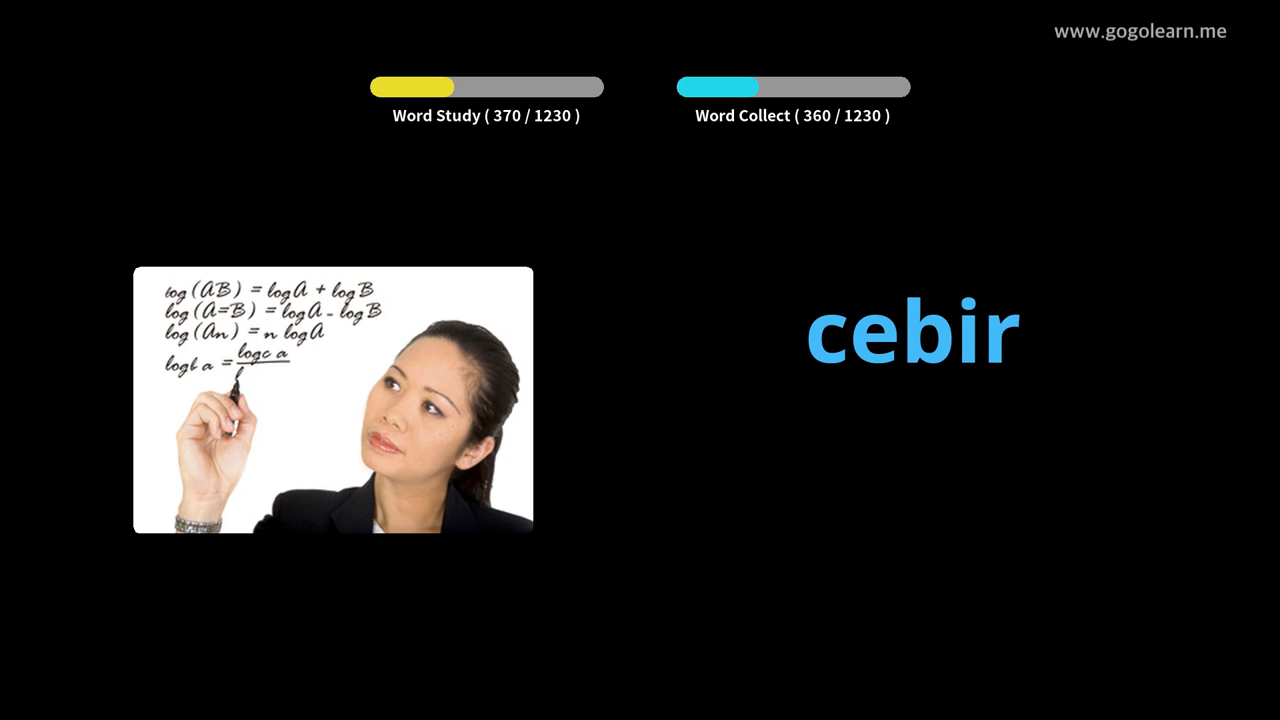 www.gogolearn.me
Word Study ( 370 / 1230 )
Word Collect ( 360 / 1230 )
log (AB) = log A + log B
log (A=B) = log A - log B
log (An) = n log A
logb a = logc a
cebir